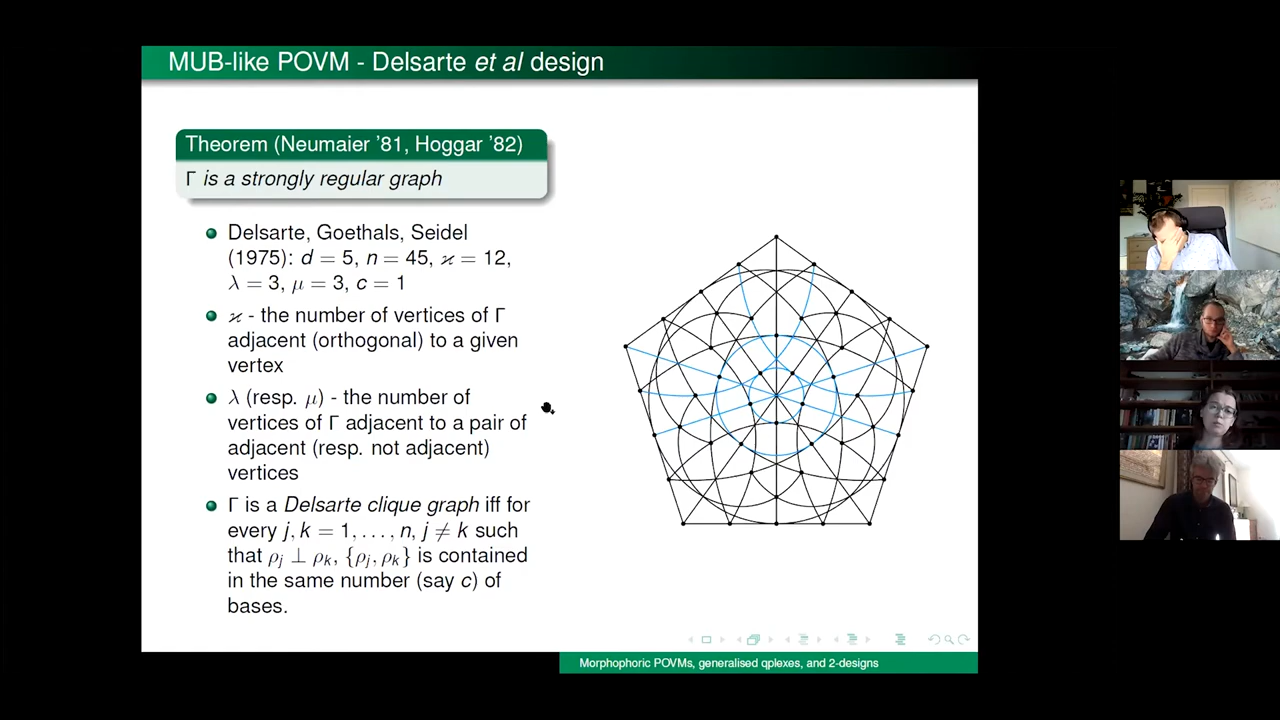 MUB-like POVM - Delsarte et al design
Theorem (Neumaier '81, Hoggar '82)
Γ is a strongly regular graph
Delsarte, Goethals, Seidel
(1975): d = 5, n = 45, ϰ = 12,
λ = 3, μ = 3, c = 1
ϰ - the number of vertices of Γ
adjacent (orthogonal) to a given
vertex
λ (resp. μ) - the number of
vertices of Γ adjacent to a pair of
adjacent (resp. not adjacent)
vertices
Γ is a Delsarte clique graph iff for
every j, k = 1, . . . , n, j ≠ k such
that ρj ⊥ ρk, {ρj, ρk} is contained
in the same number (say c) of
bases.
Morphophoric POVMs, generalised qplexes, and 2-designs